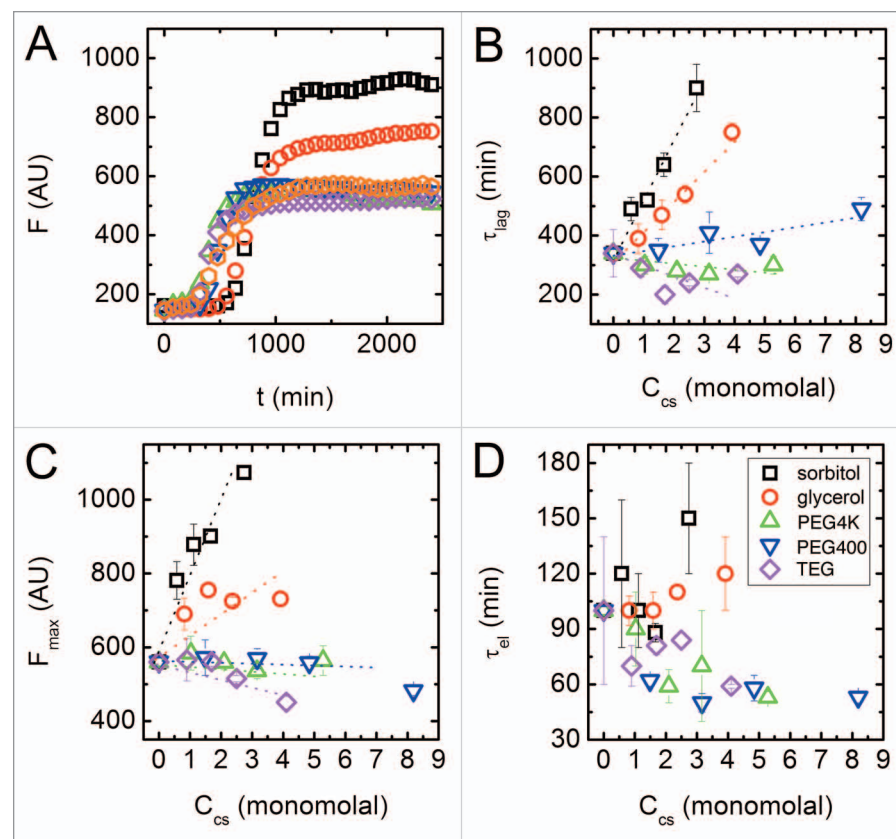 A
F (AU)
1000
800
600
400
200
0
1000
2000
t (min)
B
τlag (min)
1000
800
600
400
200
0 1 2 3 4 5 6 7 8 9
Ccs (monomolal)
C
Fmax (AU)
1000
800
600
400
0 1 2 3 4 5 6 7 8 9
Ccs (monomolal)
D
τel (min)
180
150
120
90
60
30
sorbitol
glycerol
PEG4K
PEG400
TEG
0 1 2 3 4 5 6 7 8 9
Ccs (monomolal)